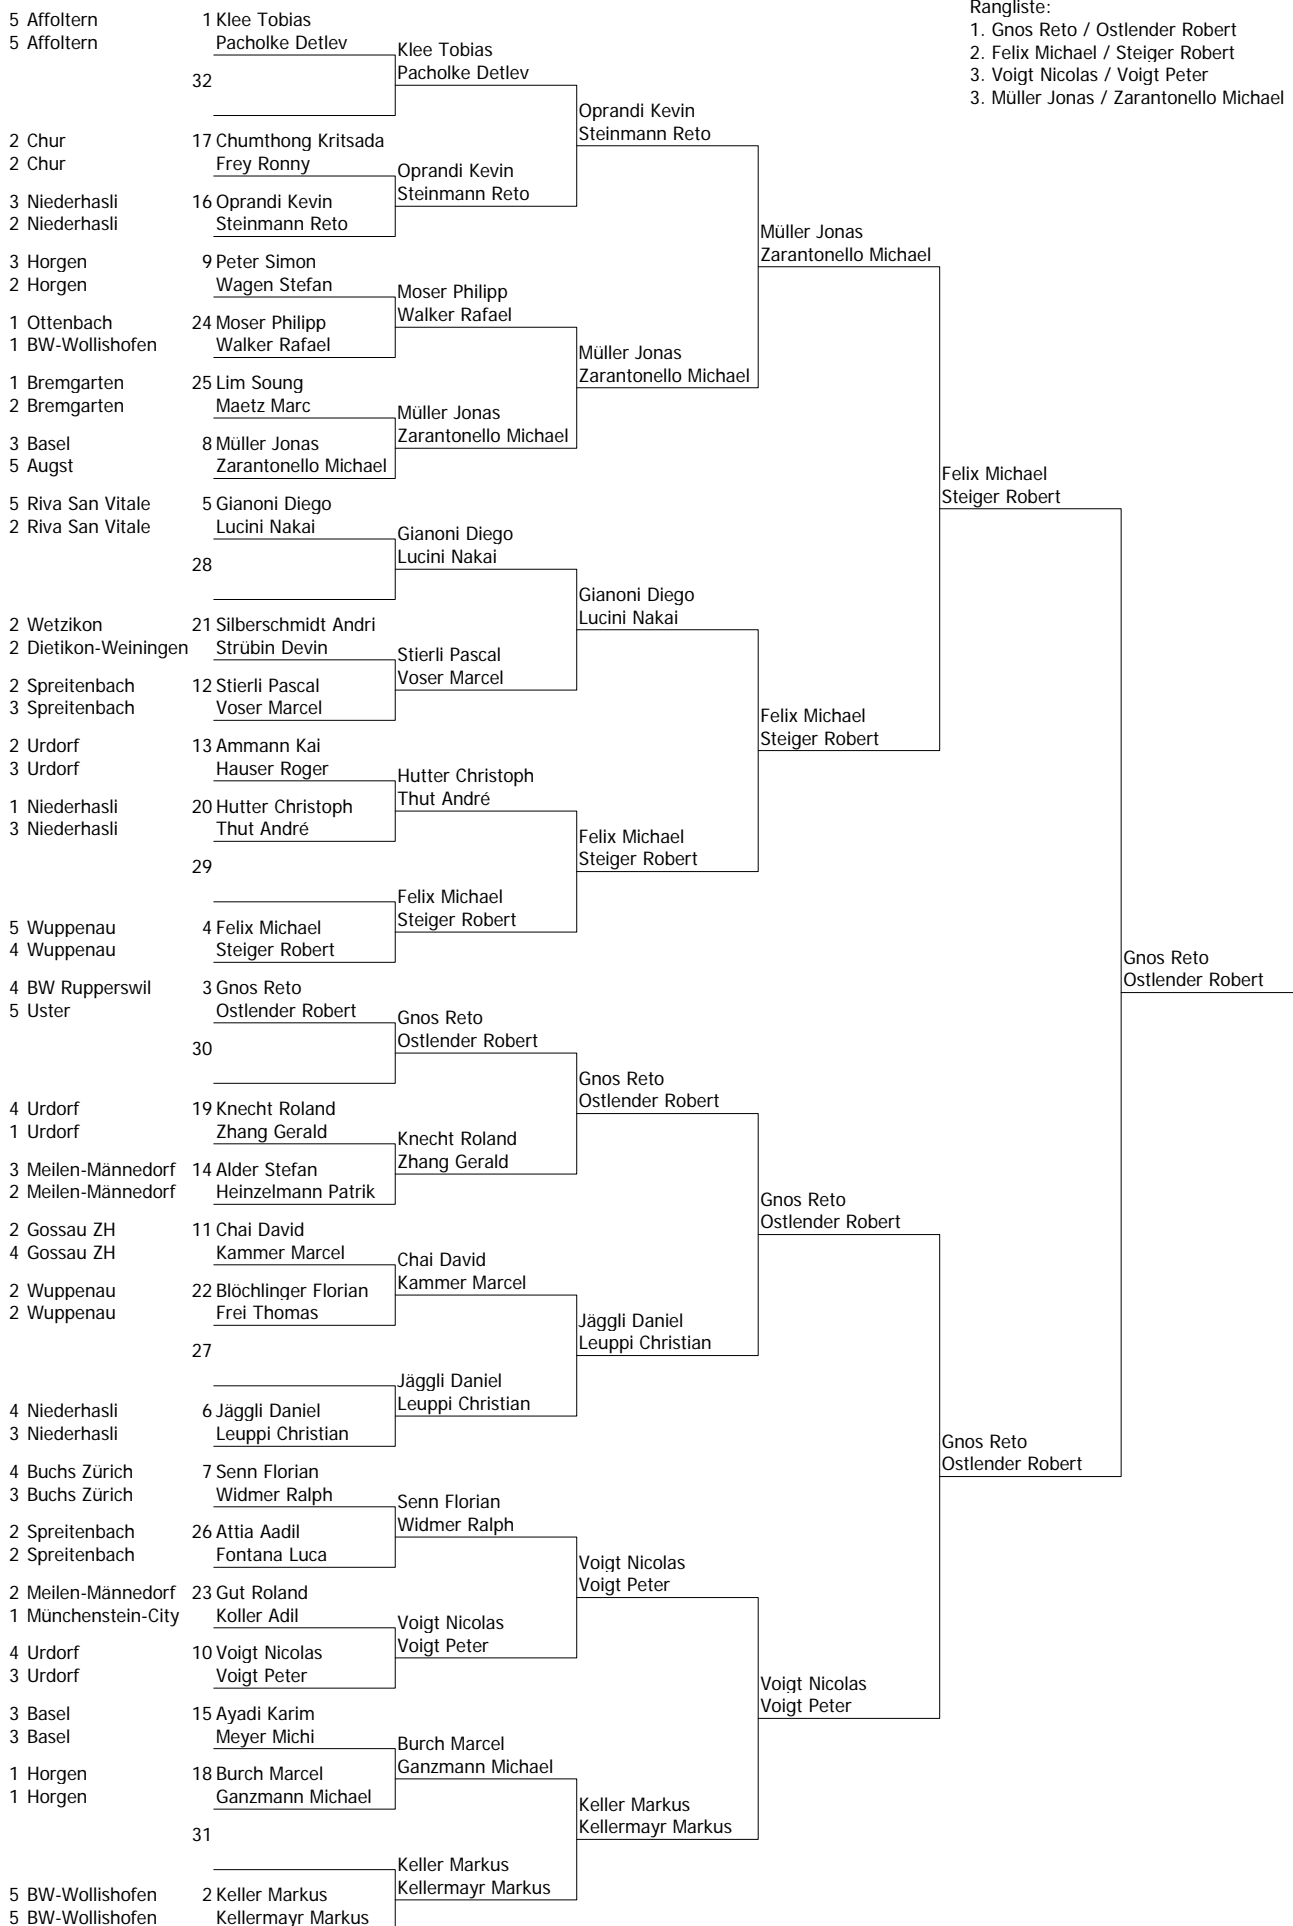 Rangliste:
1. Gnos Reto / Ostlender Robert
2. Felix Michael / Steiger Robert
3. Voigt Nicolas / Voigt Peter
3. Müller Jonas / Zarantonello Michael
5 Affoltern 1 Klee Tobias
5 Affoltern Pacholke Detlev
Klee Tobias
Pacholke Detlev
32
Oprandi Kevin
Steinmann Reto
2 Chur 17 Chumthong Kritsada
2 Chur Frey Ronny
Oprandi Kevin
Steinmann Reto
3 Niederhasli 16 Oprandi Kevin
2 Niederhasli Steinmann Reto
Müller Jonas
Zarantonello Michael
3 Horgen 9 Peter Simon
2 Horgen Wagen Stefan
Moser Philipp
Walker Rafael
1 Ottenbach 24 Moser Philipp
1 BW-Wollishofen Walker Rafael
Müller Jonas
Zarantonello Michael
1 Bremgarten 25 Lim Soung
2 Bremgarten Maetz Marc
Müller Jonas
Zarantonello Michael
3 Basel 8 Müller Jonas
5 Augst Zarantonello Michael
Felix Michael
Steiger Robert
5 Riva San Vitale 5 Gianoni Diego
2 Riva San Vitale Lucini Nakai
Gianoni Diego
Lucini Nakai
28
Gianoni Diego
Lucini Nakai
2 Wetzikon 21 Silberschmidt Andri
2 Dietikon-Weiningen Strübin Devin
Stierli Pascal
Voser Marcel
2 Spreitenbach 12 Stierli Pascal
3 Spreitenbach Voser Marcel
Felix Michael
Steiger Robert
2 Urdorf 13 Ammann Kai
3 Urdorf Hauser Roger
Hutter Christoph
Thut André
1 Niederhasli 20 Hutter Christoph
3 Niederhasli Thut André
Felix Michael
Steiger Robert
29
Felix Michael
Steiger Robert
5 Wuppenau 4 Felix Michael
4 Wuppenau Steiger Robert
Gnos Reto
Ostlender Robert
4 BW Rupperswil 3 Gnos Reto
5 Uster Ostlender Robert
Gnos Reto
Ostlender Robert
30
Gnos Reto
Ostlender Robert
4 Urdorf 19 Knecht Roland
1 Urdorf Zhang Gerald
Knecht Roland
Zhang Gerald
3 Meilen-Männedorf 14 Alder Stefan
2 Meilen-Männedorf Heinzelmann Patrik
Gnos Reto
Ostlender Robert
2 Gossau ZH 11 Chai David
4 Gossau ZH Kammer Marcel
Chai David
Kammer Marcel
2 Wuppenau 22 Blöchlinger Florian
2 Wuppenau Frei Thomas
Jäggli Daniel
Leuppi Christian
27
Jäggli Daniel
Leuppi Christian
4 Niederhasli 6 Jäggli Daniel
3 Niederhasli Leuppi Christian
Gnos Reto
Ostlender Robert
4 Buchs Zürich 7 Senn Florian
3 Buchs Zürich Widmer Ralph
Senn Florian
Widmer Ralph
2 Spreitenbach 26 Attia Aadil
2 Spreitenbach Fontana Luca
Voigt Nicolas
Voigt Peter
2 Meilen-Männedorf 23 Gut Roland
1 Münchenstein-City Koller Adil
Voigt Nicolas
Voigt Peter
4 Urdorf 10 Voigt Nicolas
3 Urdorf Voigt Peter
Voigt Nicolas
Voigt Peter
3 Basel 15 Ayadi Karim
3 Basel Meyer Michi
Burch Marcel
Ganzmann Michael
1 Horgen 18 Burch Marcel
1 Horgen Ganzmann Michael
Keller Markus
Kellermayr Markus
31
Keller Markus
Kellermayr Markus
5 BW-Wollishofen 2 Keller Markus
5 BW-Wollishofen Kellermayr Markus